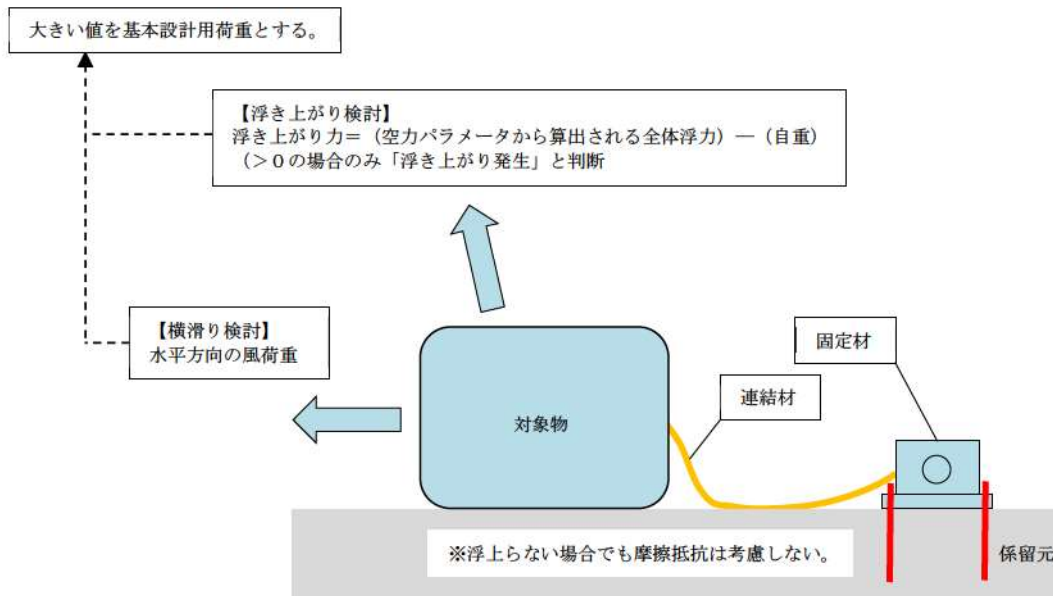 大きい値を基本設計用荷重とする。
【浮き上がり検討】
浮き上がり力＝（空力パラメータから算出される全体浮力）―（自重）
（＞０の場合のみ「浮き上がり発生」と判断
【横滑り検討】
水平方向の風荷重
固定材
連結材
対象物
※浮上らない場合でも摩擦抵抗は考慮しない。
係留元